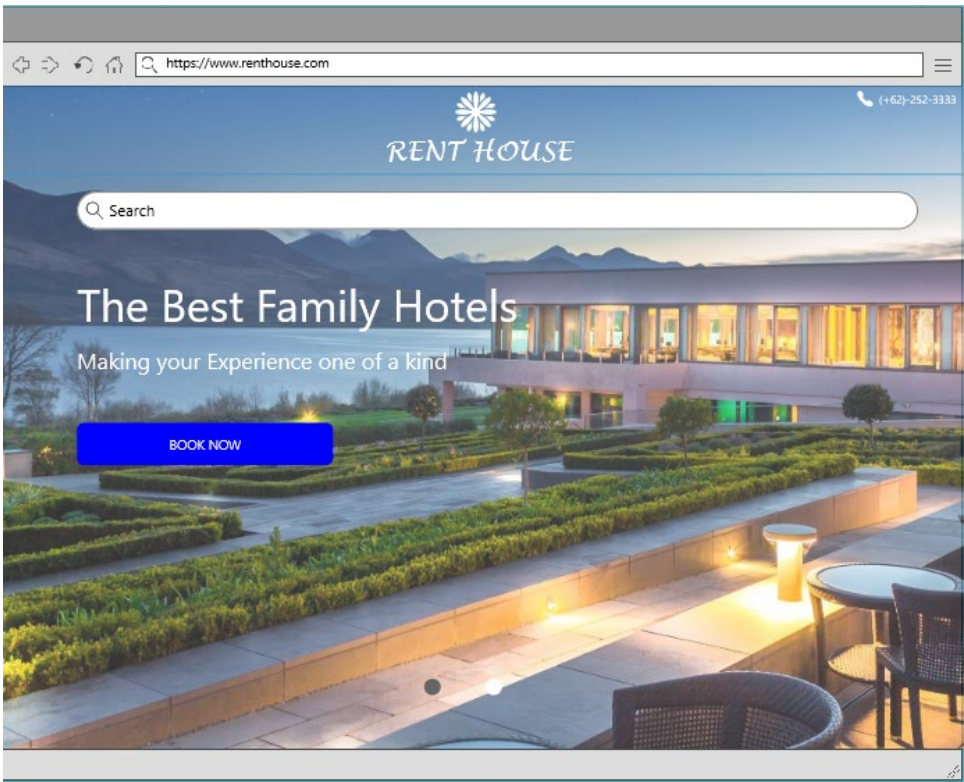 https://www.renthouse.com
(+62)-252-3333
RENT HOUSE
Search
The Best Family Hotels
Making your Experience one of a kind
BOOK NOW